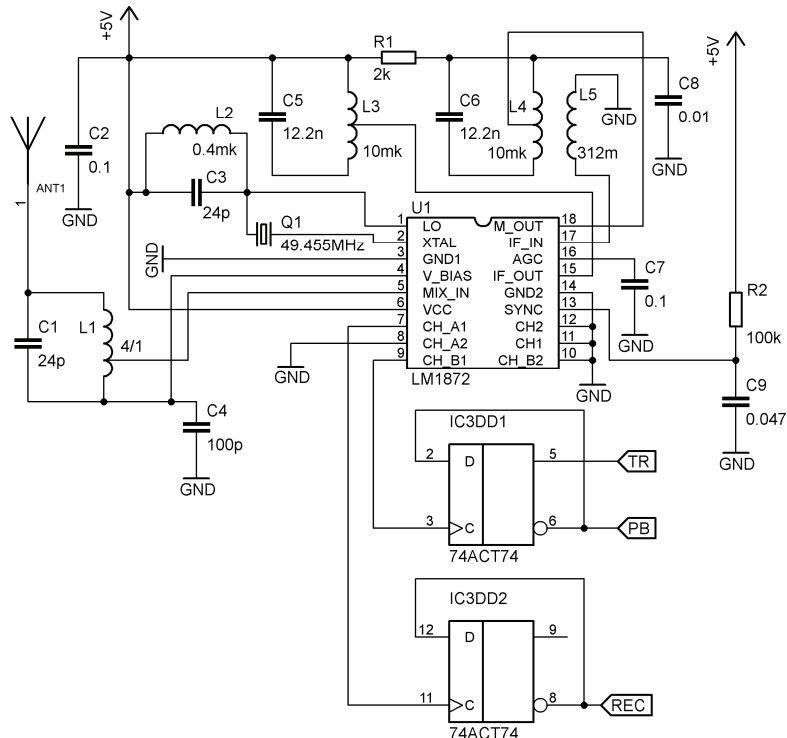 +5V
R1
2k
+5V
C5
12.2n
L3
10mk
C6
12.2n
L4
10mk
L5
312m
GND
C8
0.01
GND
L2
0.4mk
C2
0.1
GND
ANT1
1
C3
24p
Q1
49.455MHz
U1
1 LO M_OUT 18
2 XTAL IF_IN 17
3 GND1 AGC 16
4 V_BIAS IF_OUT 15
5 MIX_IN GND2 14
6 VCC SYNC 13
7 CH_A1 CH2 12
8 CH_A2 CH1 11
9 CH_B1 CH_B2 10
LM1872
GND
C7
0.1
GND
R2
100k
C1
24p
L1
4/1
GND
GND
C9
0.047
GND
C4
100p
GND
IC3DD1
2 D 5 TR
3 C 6 PB
74ACT74
IC3DD2
12 D 9
11 C 8 REC
74ACT74